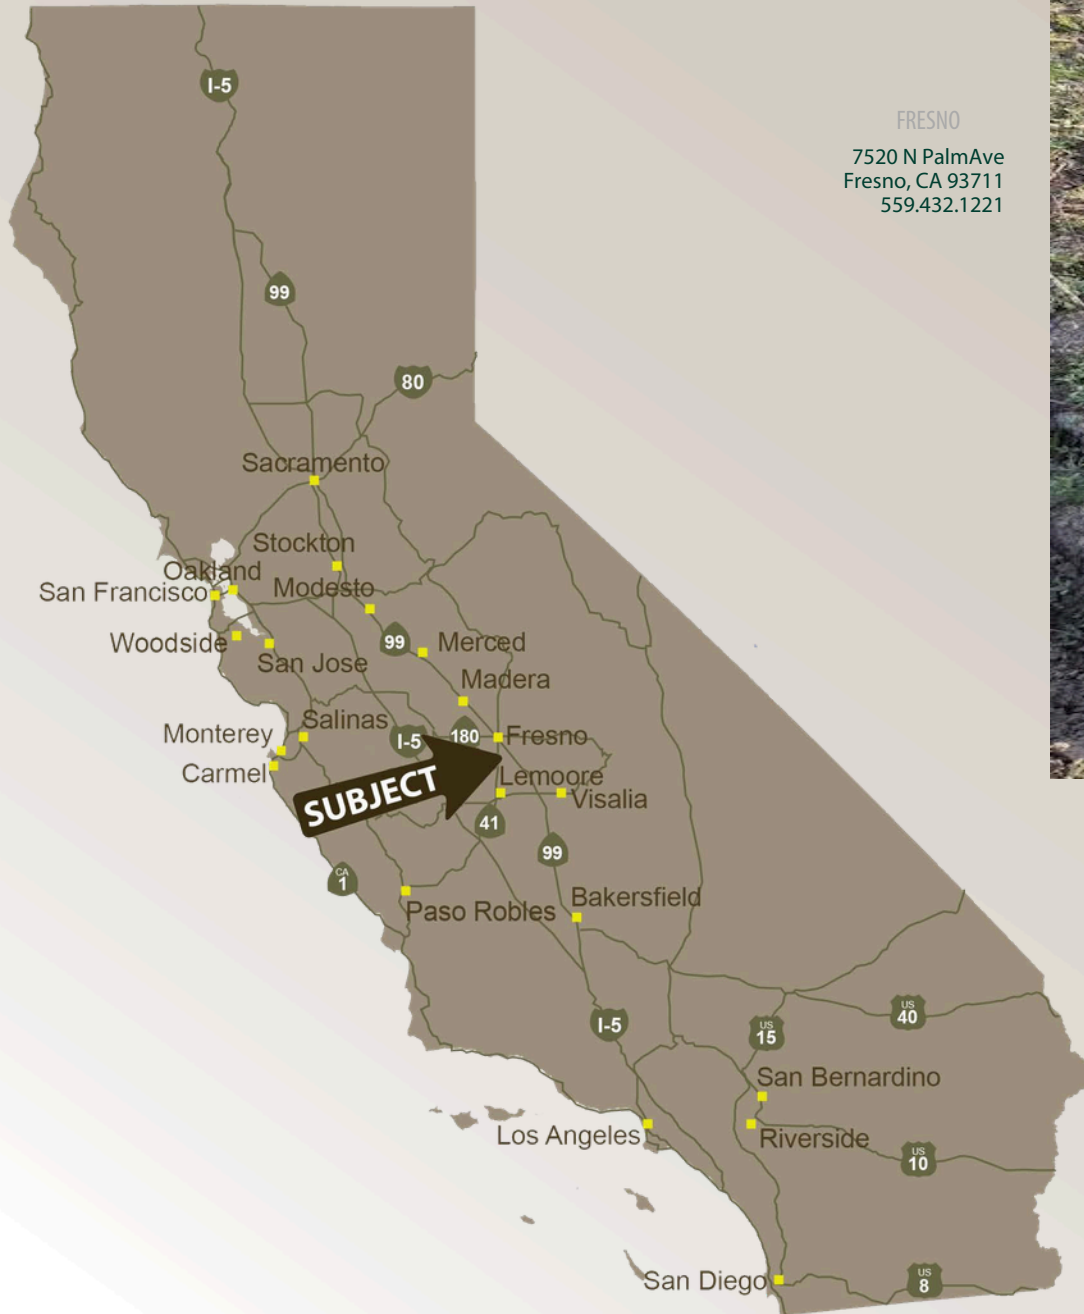 I-5
FRESNO
7520 N PalmAve
Fresno, CA 93711
559.432.1221
99
80
Sacramento
Stockton
Oakland
Modesto
San Francisco
Woodside
99
Merced
San Jose
Madera
Salinas
Monterey
I-5
180
Fresno
Carmel
SUBJECT
Lemoore
Visalia
41
99
CA
1
Paso Robles
Bakersfield
I-5
US
40
US
15
San Bernardino
Los Angeles
Riverside
US
10
San Diego
US
8